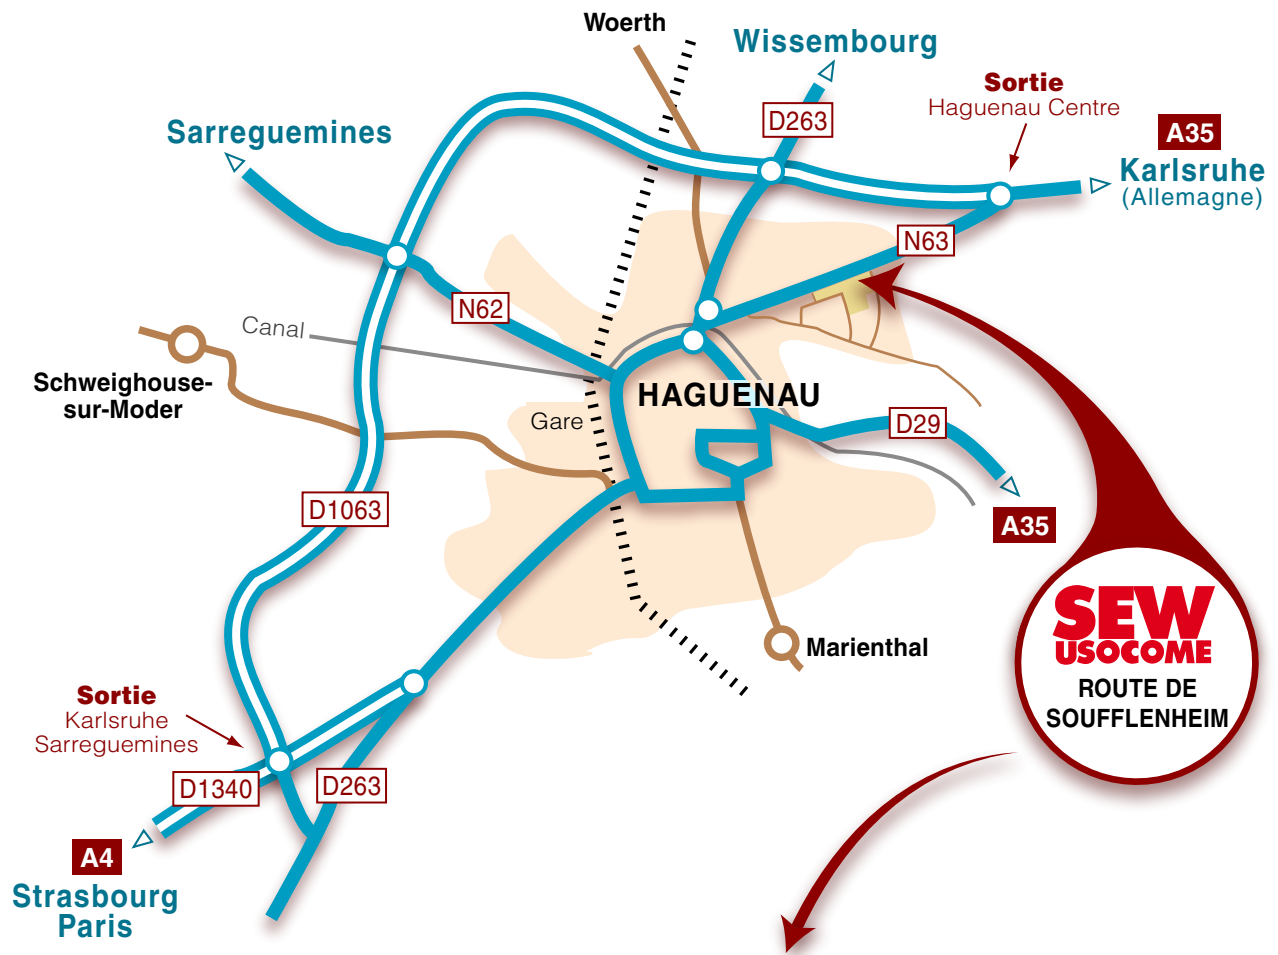 Woerth
Wissembourg
Sortie
Haguenau Centre
D263
A35
Karlsruhe
(Allemagne)
Sarreguemines
N63
N62
Canal
Schweighouse-
sur-Moder
HAGUENAU
Gare
D29
D1063
A35
SEW
USOCOME
ROUTE DE
SOUFFLENHEIM
Marienthal
Sortie
Karlsruhe
Sarreguemines
D1340
D263
A4
Strasbourg
Paris